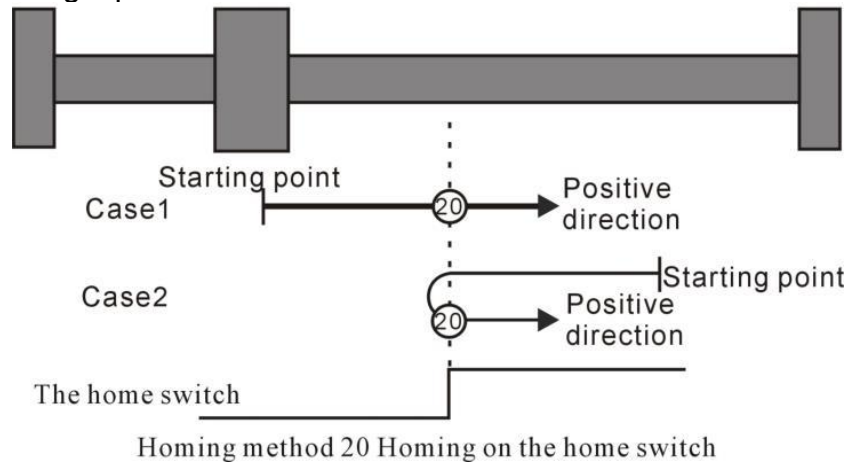 Starting point
Case1
20
Positive
direction
Starting point
Case2
20
Positive
direction
The home switch
Homing method 20 Homing on the home switch